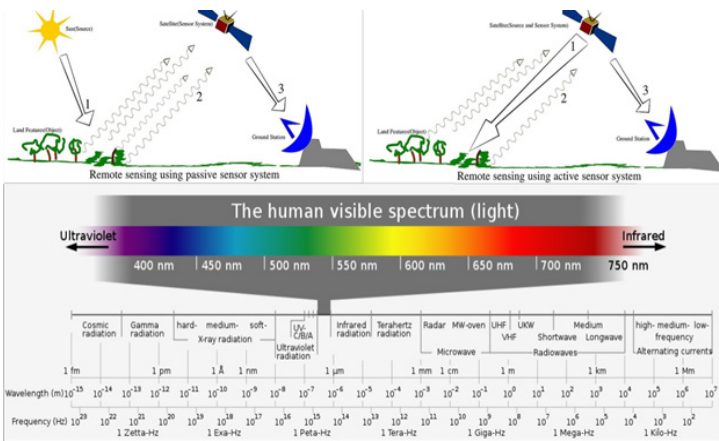 Sun(Source)
Satellite(Sensor System)
1
2
3
Land Features(Object)
Ground Station
Remote sensing using passive sensor system
Satellite(Source and Sensor System)
1
2
3
Land Features(Object)
Ground Station
Remote sensing using active sensor system
The human visible spectrum (light)
Ultraviolet
Infrared
400 nm 450 nm 500 nm 550 nm 600 nm 650 nm 700 nm 750 nm
Cosmic radiation
Gamma radiation
hard- medium- soft-
X-ray radiation
UV-
C/B/A
Ultraviolet radiation
Infrared radiation
Terahertz radiation
Radar MW-oven
Microwave
UHF UKW Medium
VHF Shortwave Longwave
Radiowaves
high- medium- low-
frequency
Alternating currents
1 fm 1 pm 1 Å 1 nm 1 µm 1 mm 1 cm 1 m 1 km 1 Mm
Wavelength (m) 10⁻¹⁵ 10⁻¹⁴ 10⁻¹³ 10⁻¹² 10⁻¹¹ 10⁻¹⁰ 10⁻⁹ 10⁻⁸ 10⁻⁷ 10⁻⁶ 10⁻⁵ 10⁻⁴ 10⁻³ 10⁻² 10⁻¹ 10⁰ 10¹ 10² 10³ 10⁴ 10⁵ 10⁶ 10⁷
Frequency (Hz) 10²³ 10²² 10²¹ 10²⁰ 10¹⁹ 10¹⁸ 10¹⁷ 10¹⁶ 10¹⁵ 10¹⁴ 10¹³ 10¹² 10¹¹ 10¹⁰ 10⁹ 10⁸ 10⁷ 10⁶ 10⁵ 10⁴ 10³ 10²
1 Zetta-Hz 1 Exa-Hz 1 Peta-Hz 1 Tera-Hz 1 Giga-Hz 1 Mega-Hz 1 Kilo-Hz